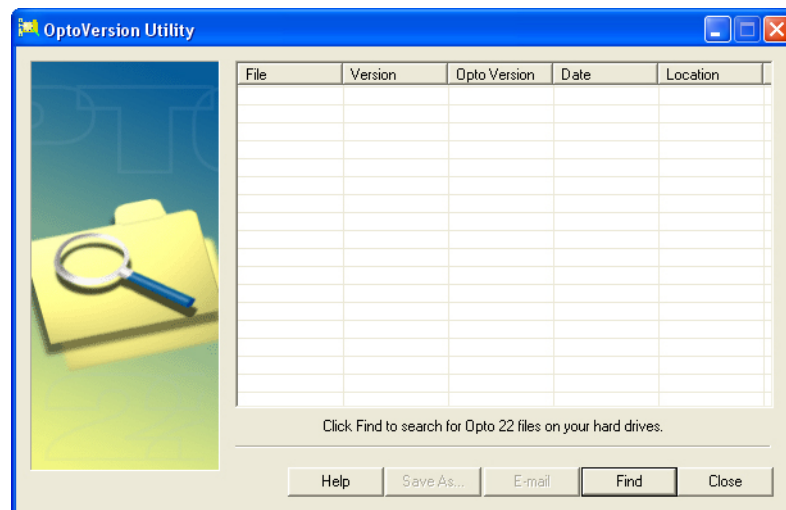 OptoVersion Utility
File Version Opto Version Date Location
Click Find to search for Opto 22 files on your hard drives.
Help Save As... E-mail Find Close